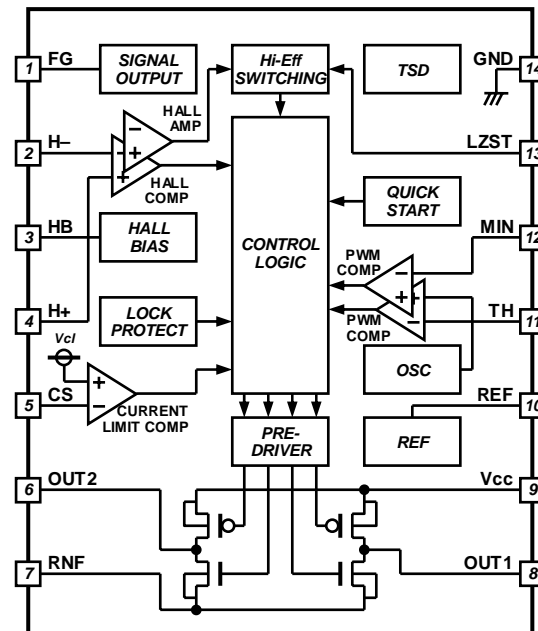 1
FG
SIGNAL
OUTPUT
Hi-Eff
SWITCHING
TSD
GND
14
HALL
AMP
2
H–
–
+
–
+
HALL
COMP
LZST
13
3
HB
HALL
BIAS
CONTROL
LOGIC
QUICK
START
MIN
12
PWM
COMP
–
+
+
–
PWM
COMP
4
H+
LOCK
PROTECT
TH
11
Vcl
+
–
5
CS
CURRENT
LIMIT COMP
OSC
REF
10
PRE-
DRIVER
REF
6
OUT2
Vcc
9
7
RNF
OUT1
8